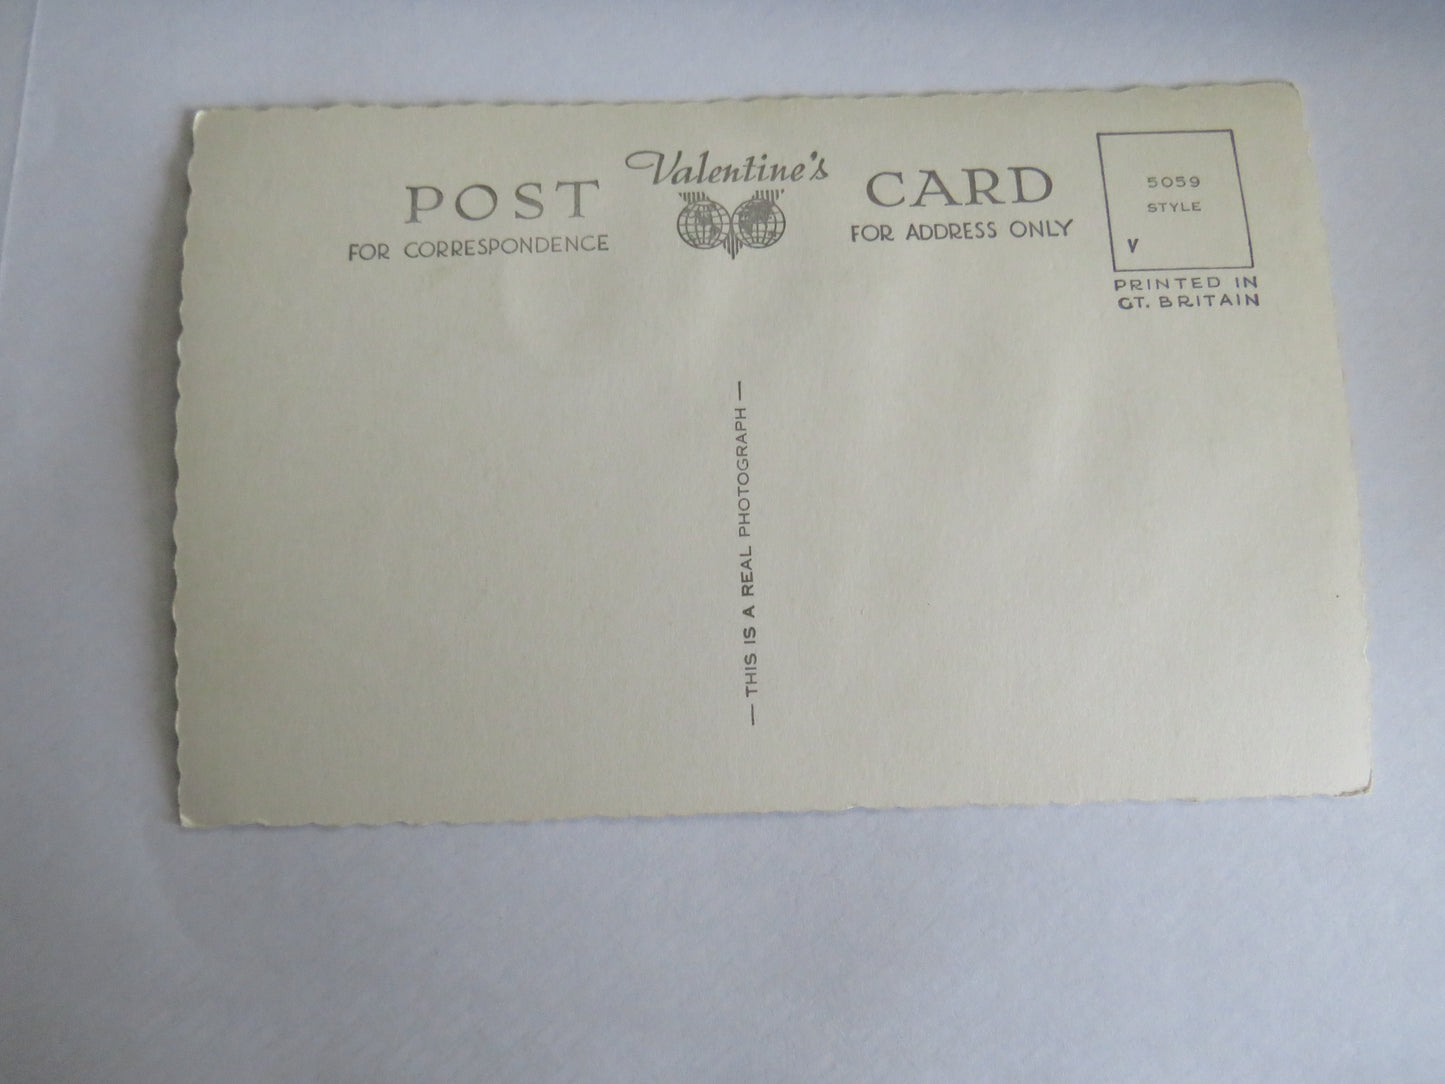 Valentine's
POST CARD
FOR CORRESPONDENCE
FOR ADDRESS ONLY
5059
STYLE
V
PRINTED IN
GT. BRITAIN
— THIS IS A REAL PHOTOGRAPH —